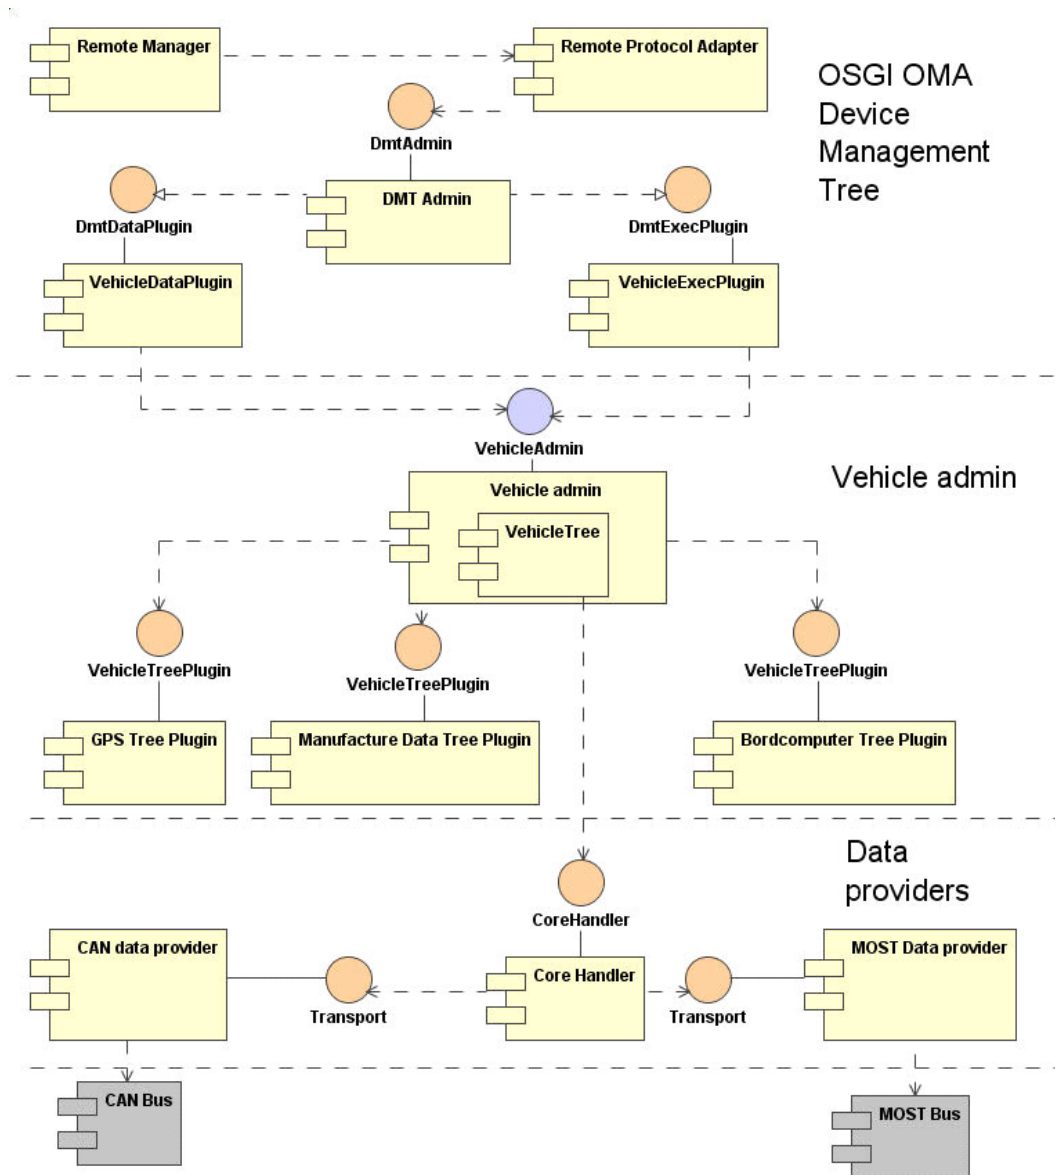 Remote Manager
Remote Protocol Adapter
OSGI OMA
Device
Management
Tree
DmtAdmin
DMT Admin
DmtDataPlugin
DmtExecPlugin
VehicleDataPlugin
VehicleExecPlugin
VehicleAdmin
Vehicle admin
Vehicle admin
VehicleTree
VehicleTreePlugin
VehicleTreePlugin
VehicleTreePlugin
GPS Tree Plugin
Manufacture Data Tree Plugin
Bordcomputer Tree Plugin
Data
providers
CoreHandler
CAN data provider
Core Handler
MOST Data provider
Transport
Transport
CAN Bus
MOST Bus